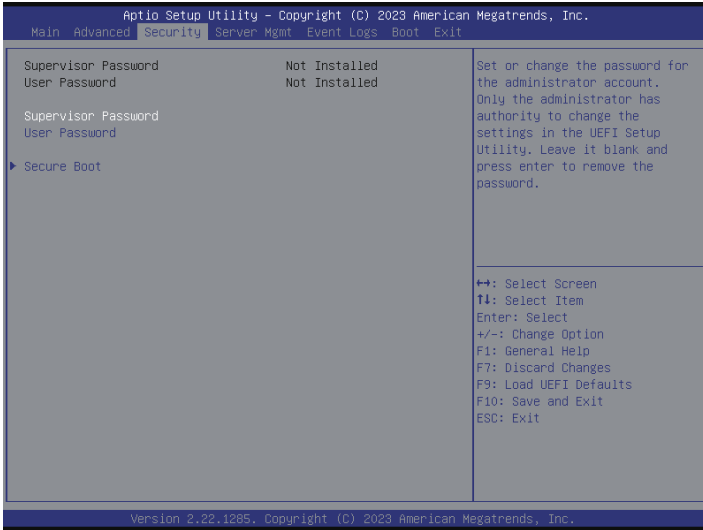 Aptio Setup Utility – Copyright (C) 2023 American Megatrends, Inc.
Main Advanced Security Server Mgmt Event Logs Boot Exit
Supervisor Password Not Installed
User Password Not Installed
Supervisor Password
User Password
Secure Boot
Set or change the password for
the administrator account.
Only the administrator has
authority to change the
settings in the UEFI Setup
Utility. Leave it blank and
press enter to remove the
password.
↔: Select Screen
↑↓: Select Item
Enter: Select
+/-: Change Option
F1: General Help
F7: Discard Changes
F9: Load UEFI Defaults
F10: Save and Exit
ESC: Exit
Version 2.22.1285. Copyright (C) 2023 American Megatrends, Inc.